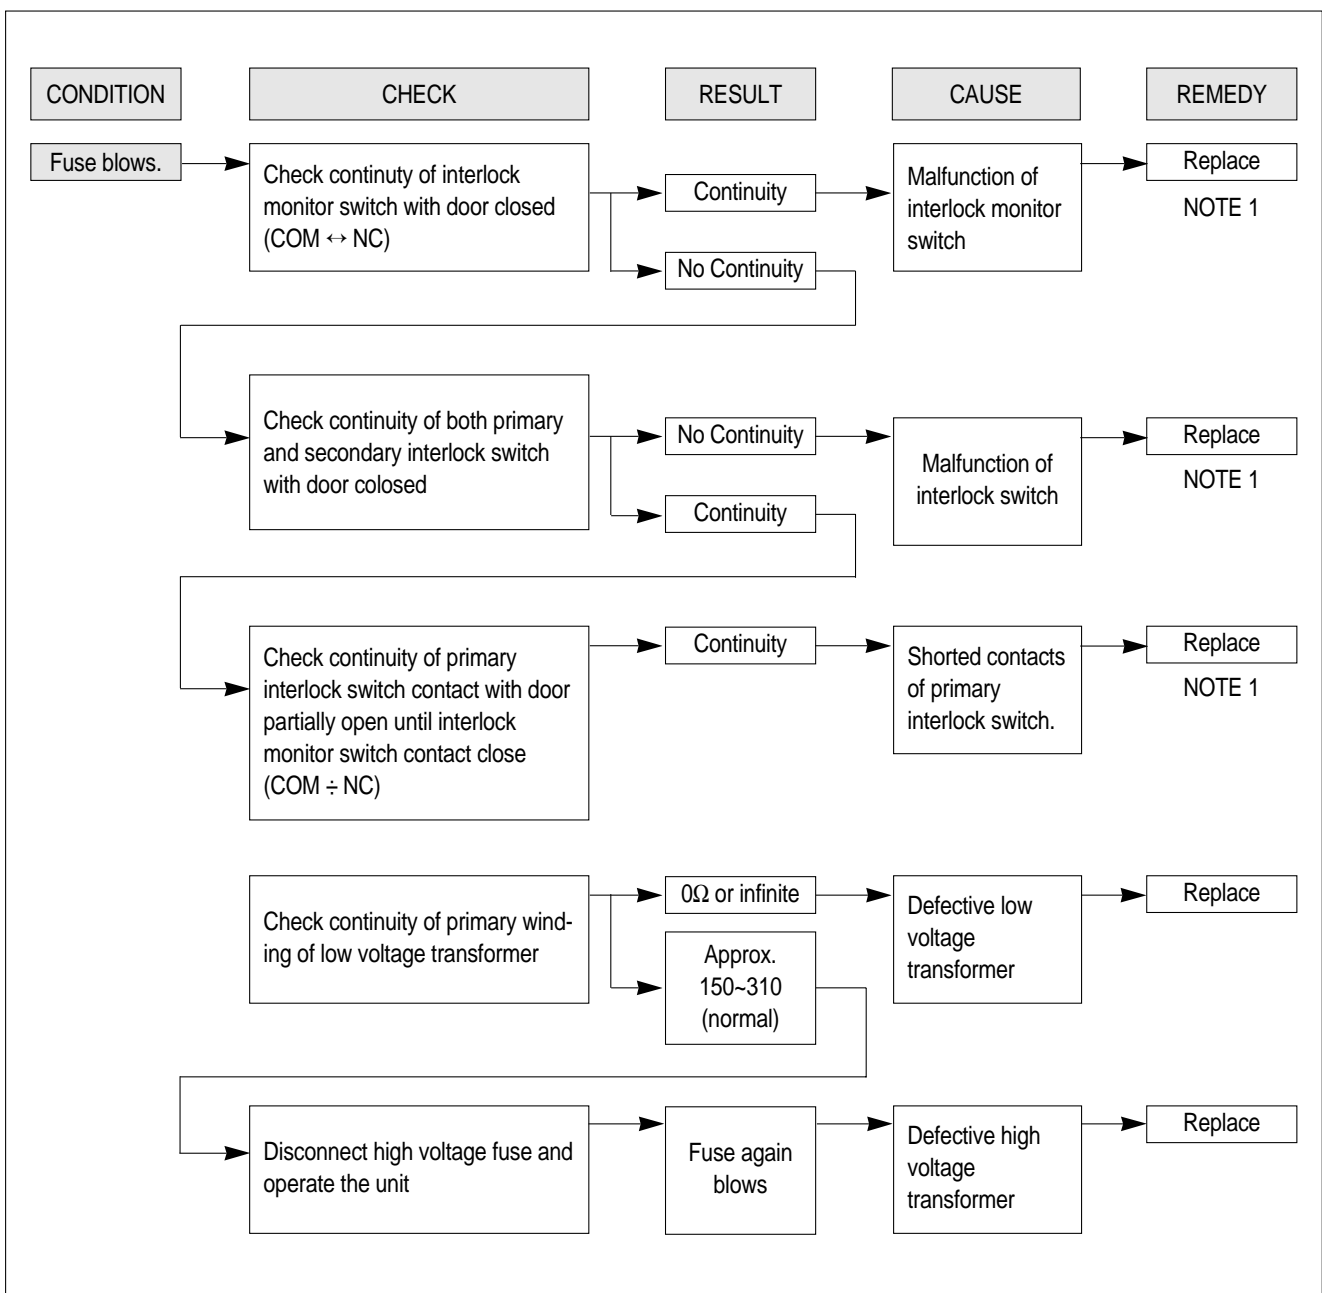 CONDITION
CHECK
RESULT
CAUSE
REMEDY
Fuse blows.
Check continuty of interlock
monitor switch with door closed
(COM ↔ NC)
Continuity
No Continuity
Malfunction of
interlock monitor
switch
Replace
NOTE 1
Check continuity of both primary
and secondary interlock switch
with door colosed
No Continuity
Continuity
Malfunction of
interlock switch
Replace
NOTE 1
Check continuity of primary
interlock switch contact with door
partially open until interlock
monitor switch contact close
(COM ÷ NC)
Continuity
Shorted contacts
of primary
interlock switch.
Replace
NOTE 1
Check continuity of primary wind-
ing of low voltage transformer
0Ω or infinite
Approx.
150~310
(normal)
Defective low
voltage
transformer
Replace
Disconnect high voltage fuse and
operate the unit
Fuse again
blows
Defective high
voltage
transformer
Replace